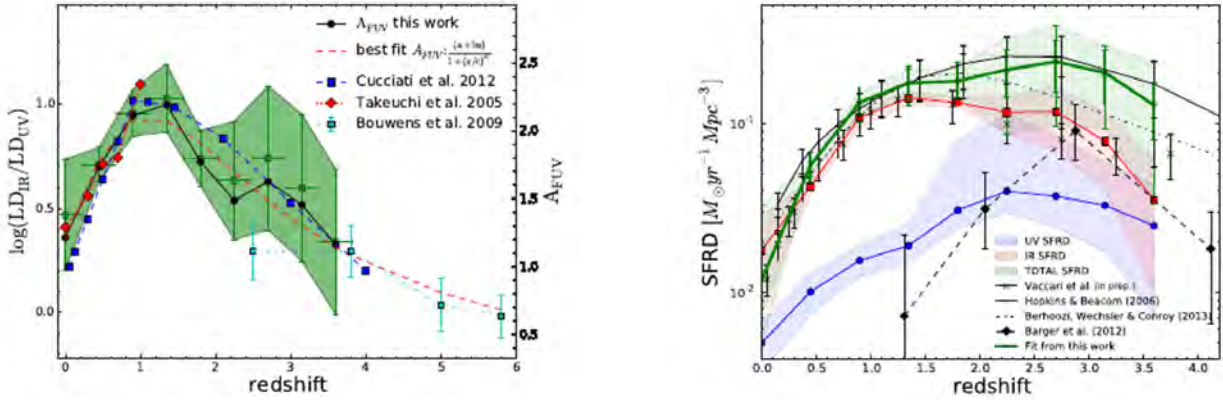 A_FUV this work
best fit A_FUV: (a+bx)/(1+(x/c)^d)
Cucciati et al. 2012
Takeuchi et al. 2005
Bouwens et al. 2009
log(LD_IR/LD_UV)
1.0
0.5
0.0
2.5
2.0
1.5
1.0
0.5
A_FUV
0 1 2 3 4 5 6
redshift
SFRD [M_⊙yr^−1 Mpc^−3]
10^-1
10^-2
UV SFRD
IR SFRD
TOTAL SFRD
Vaccari et al. (in prep.)
Hopkins & Beacom (2006)
Berhoozi, Wechsler & Conroy (2013)
Barger et al. (2012)
Fit from this work
0.0 0.5 1.0 1.5 2.0 2.5 3.0 3.5 4.0
redshift